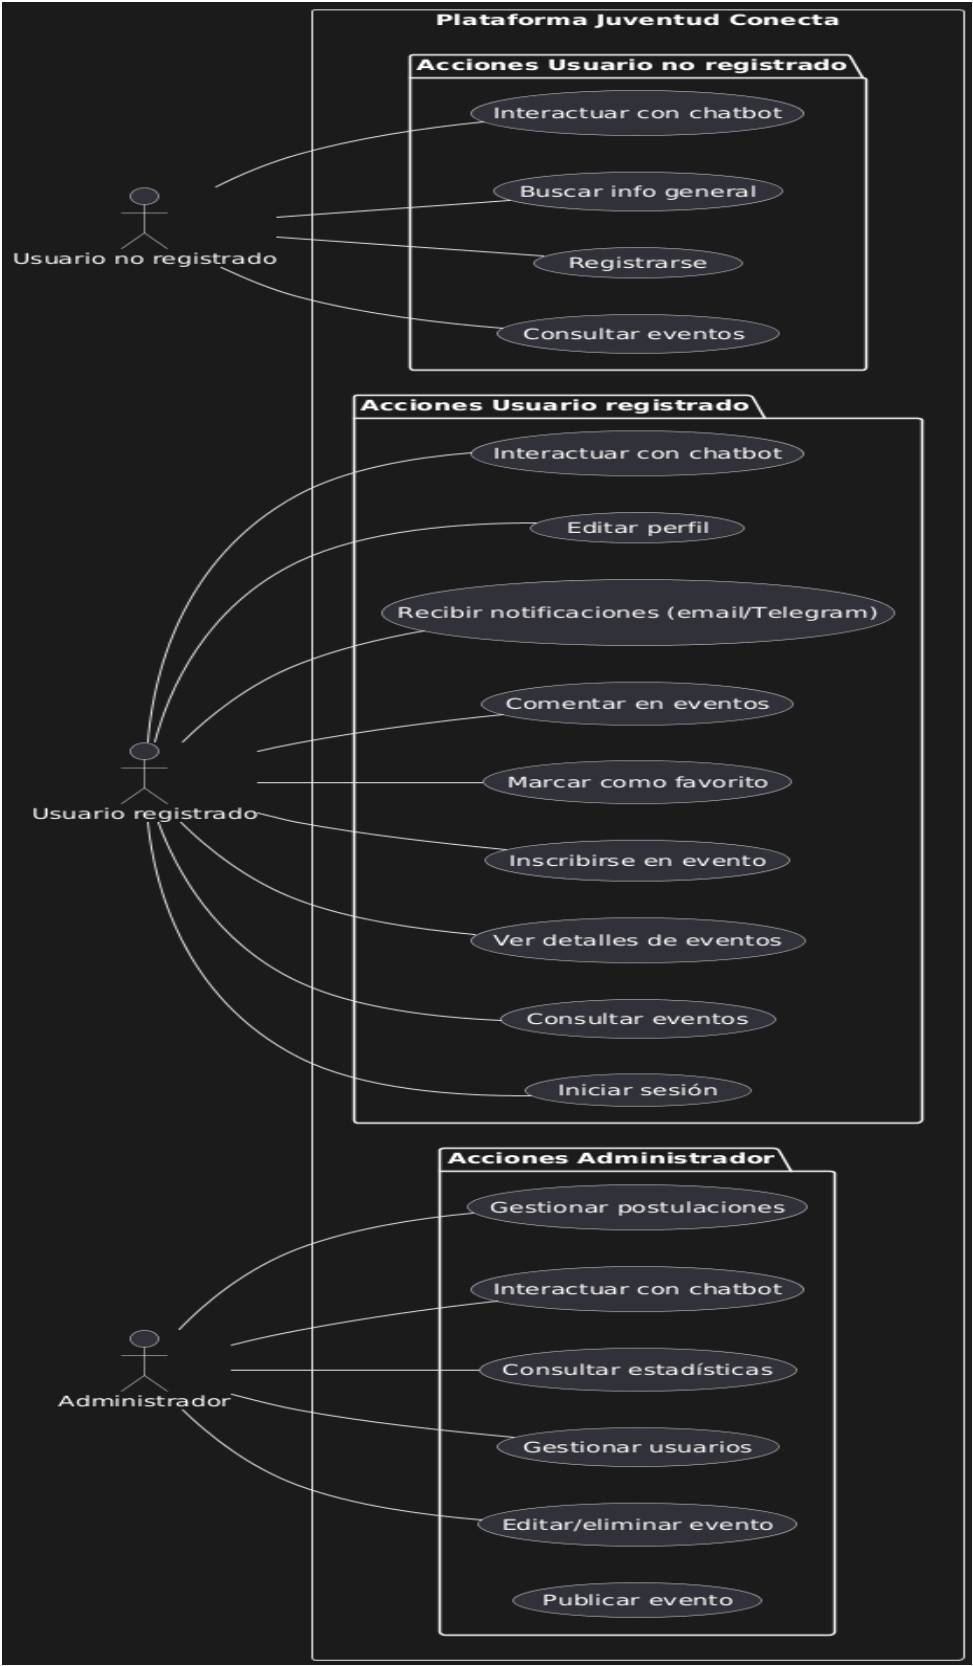 Plataforma Juventud Conecta
Acciones Usuario no registrado
Interactuar con chatbot
Buscar info general
Usuario no registrado
Registrarse
Consultar eventos
Acciones Usuario registrado
Interactuar con chatbot
Editar perfil
Recibir notificaciones (email/Telegram)
Comentar en eventos
Marcar como favorito
Usuario registrado
Inscribirse en evento
Ver detalles de eventos
Consultar eventos
Iniciar sesión
Acciones Administrador
Gestionar postulaciones
Interactuar con chatbot
Consultar estadísticas
Administrador
Gestionar usuarios
Editar/eliminar evento
Publicar evento